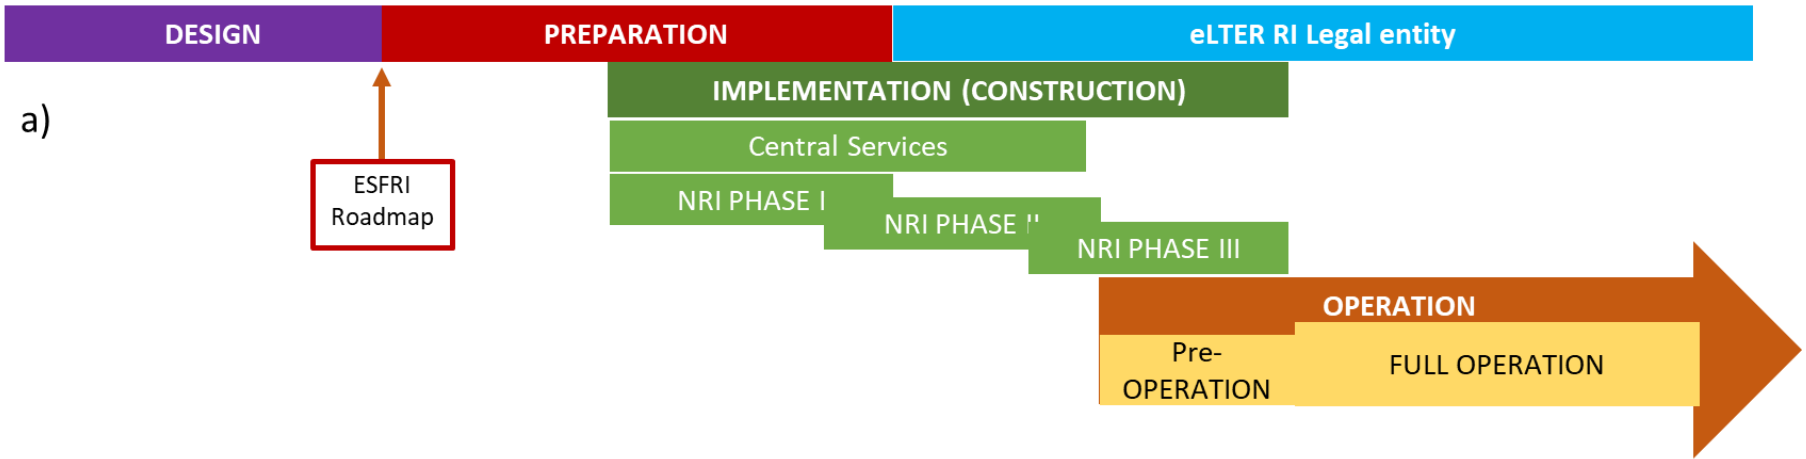 DESIGN
PREPARATION
eLTER RI Legal entity
IMPLEMENTATION (CONSTRUCTION)
a)
Central Services
ESFRI
Roadmap
NRI PHASE I
NRI PHASE II
NRI PHASE III
OPERATION
Pre-
OPERATION
FULL OPERATION